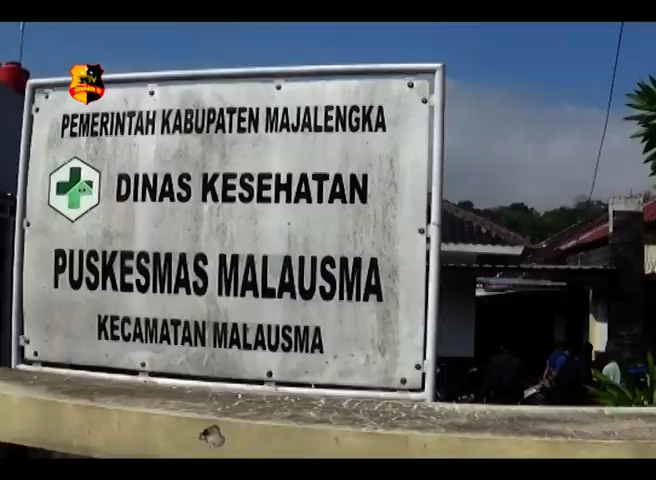 PEMERINTAH KABUPATEN MAJALENGKA
DINAS KESEHATAN
PUSKESMAS MALAUSMA
KECAMATAN MALAUSMA